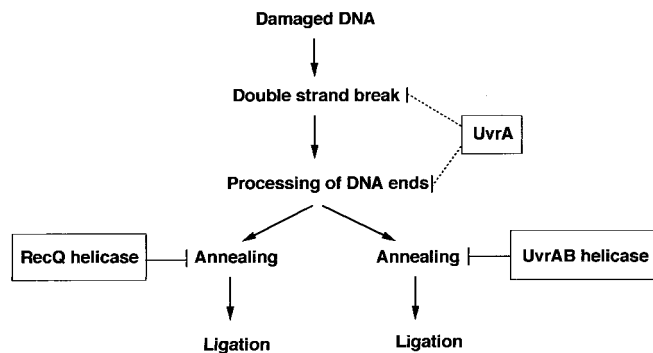 Damaged DNA
Double strand break
UvrA
Processing of DNA ends
RecQ helicase
Annealing
Annealing
UvrAB helicase
Ligation
Ligation